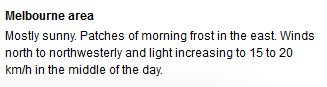 Melbourne area
Mostly sunny. Patches of morning frost in the east. Winds
north to northwesterly and light increasing to 15 to 20
km/h in the middle of the day.